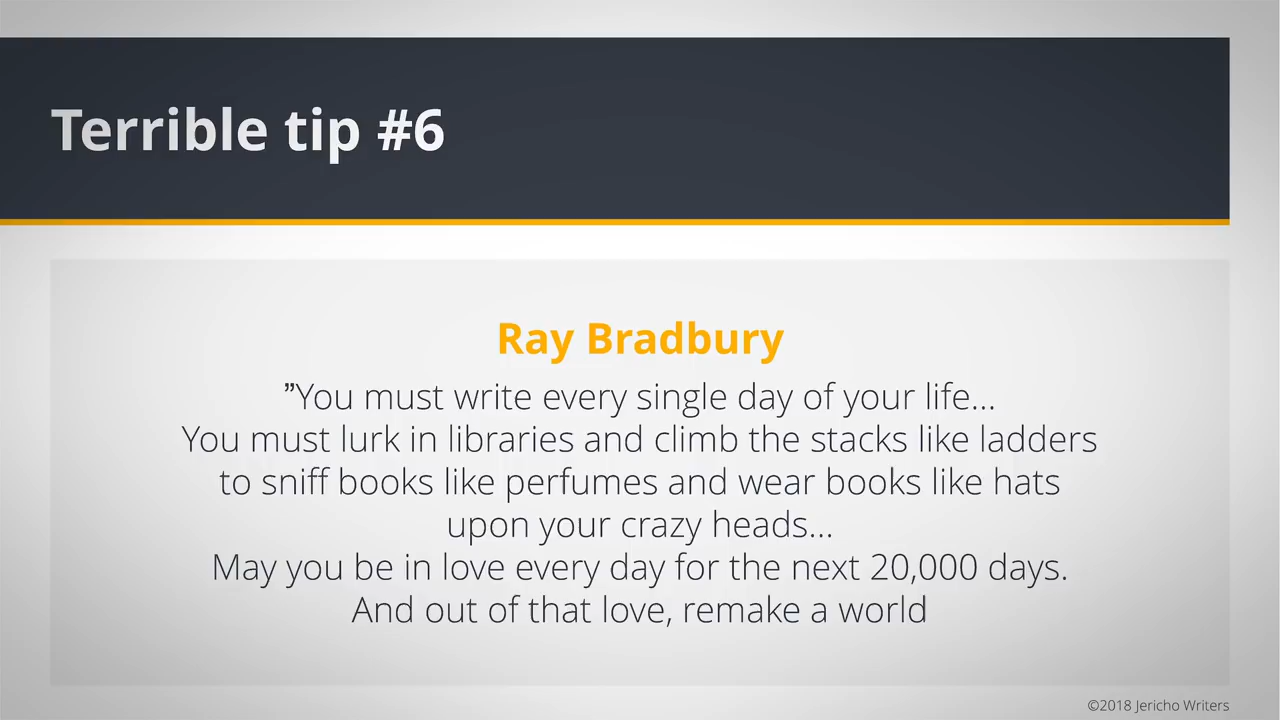 Terrible tip #6
Ray Bradbury
”You must write every single day of your life...
You must lurk in libraries and climb the stacks like ladders
to sniff books like perfumes and wear books like hats
upon your crazy heads...
May you be in love every day for the next 20,000 days.
And out of that love, remake a world
©2018 Jericho Writers